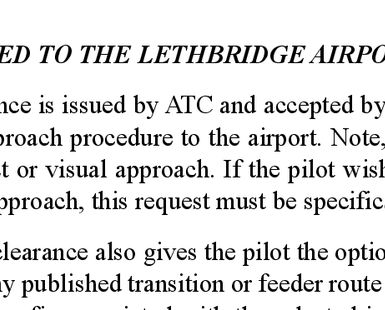 ED TO THE LETHBRIDGE AIRPO
nce is issued by ATC and accepted by
proach procedure to the airport. Note,
t or visual approach. If the pilot wish
pproach, this request must be specifica
clearance also gives the pilot the optio
ny published transition or feeder route